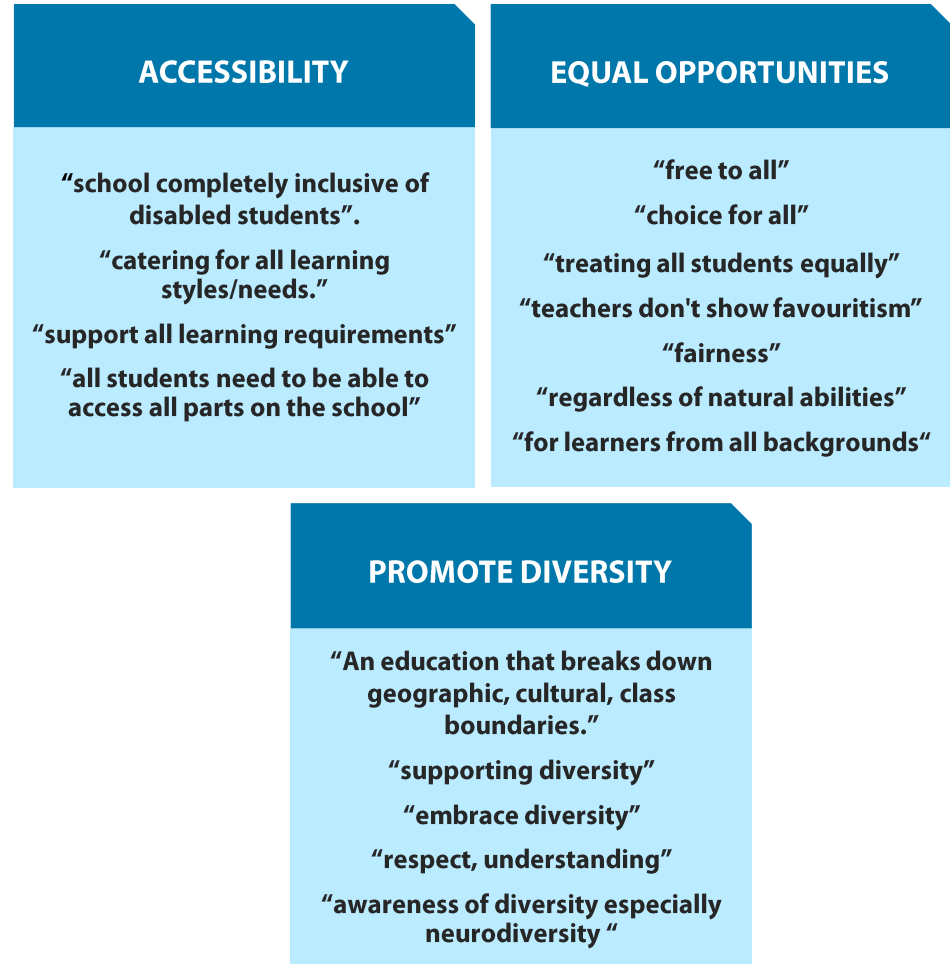 ACCESSIBILITY
“school completely inclusive of
disabled students”.
“catering for all learning
styles/needs.”
“support all learning requirements”
“all students need to be able to
access all parts on the school”
EQUAL OPPORTUNITIES
“free to all”
“choice for all”
“treating all students equally”
“teachers don't show favouritism”
“fairness”
“regardless of natural abilities”
“for learners from all backgrounds“
PROMOTE DIVERSITY
“An education that breaks down
geographic, cultural, class
boundaries.”
“supporting diversity”
“embrace diversity”
“respect, understanding”
“awareness of diversity especially
neurodiversity “